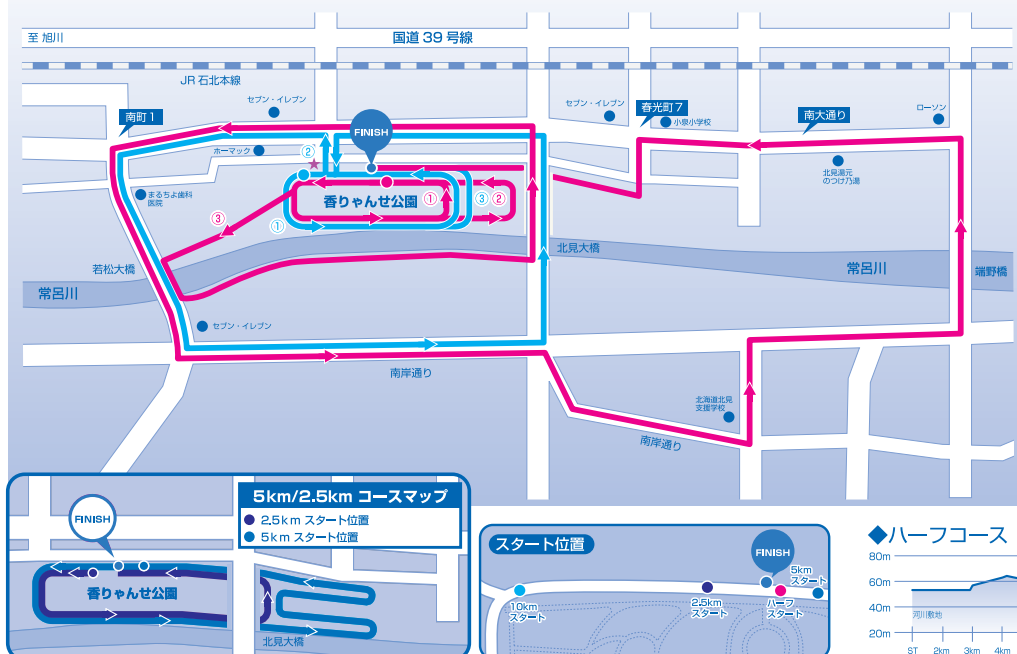 至 旭川
国道 39 号線
JR 石北本線
セブン・イレブン
セブン・イレブン
ローソン
南町 1
春光町 7
南大通り
小泉小学校
FINISH
ホーマック
②
北見湯元
のつけ乃湯
まるちよ歯科
医院
香りゃんせ公園
①
③
②
③
①
北見大橋
若松大橋
常呂川
端野橋
常呂川
セブン・イレブン
南岸通り
北海道北見
支援学校
南岸通り
5km/2.5km コースマップ
2.5km スタート位置
5km スタート位置
FINISH
香りゃんせ公園
北見大橋
スタート位置
FINISH
5km
スタート
10km
スタート
2.5km
スタート
ハーフ
スタート
◆ハーフコース
80m
60m
40m
20m
河川敷地
ST 2km 3km 4km